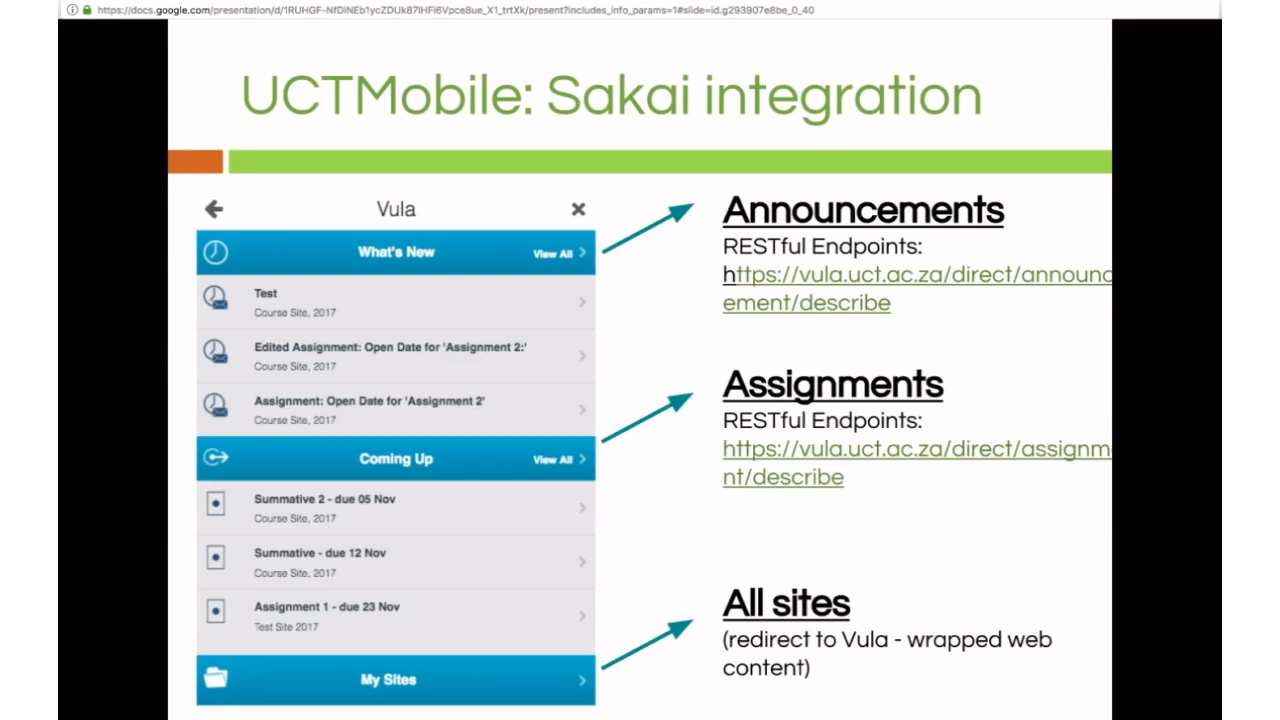 https://docs.google.com/presentation/d/1RUHGF-NfDiNEb1ycZDUk87lHFi6Vpce8ue_X1_trtXk/present?includes_info_params=1#slide=id.g293907e8be_0_40
UCTMobile: Sakai integration
Vula
What's New
View All
Test
Course Site, 2017
Edited Assignment: Open Date for 'Assignment 2:'
Course Site, 2017
Assignment: Open Date for 'Assignment 2'
Course Site, 2017
Coming Up
View All
Summative 2 - due 05 Nov
Course Site, 2017
Summative - due 12 Nov
Course Site, 2017
Assignment 1 - due 23 Nov
Test Site 2017
My Sites
Announcements
RESTful Endpoints:
https://vula.uct.ac.za/direct/announc
ement/describe
Assignments
RESTful Endpoints:
https://vula.uct.ac.za/direct/assignm
nt/describe
All sites
(redirect to Vula - wrapped web
content)